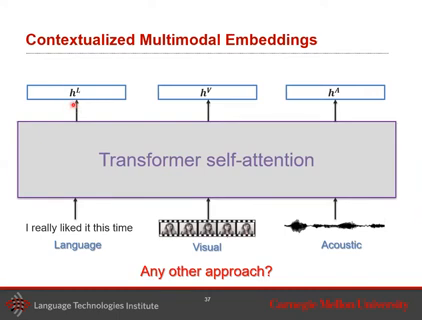 Contextualized Multimodal Embeddings
h^L h^V h^A
Transformer self-attention
I really liked it this time
Language Visual Acoustic
Any other approach?
Language Technologies Institute 37 Carnegie Mellon University